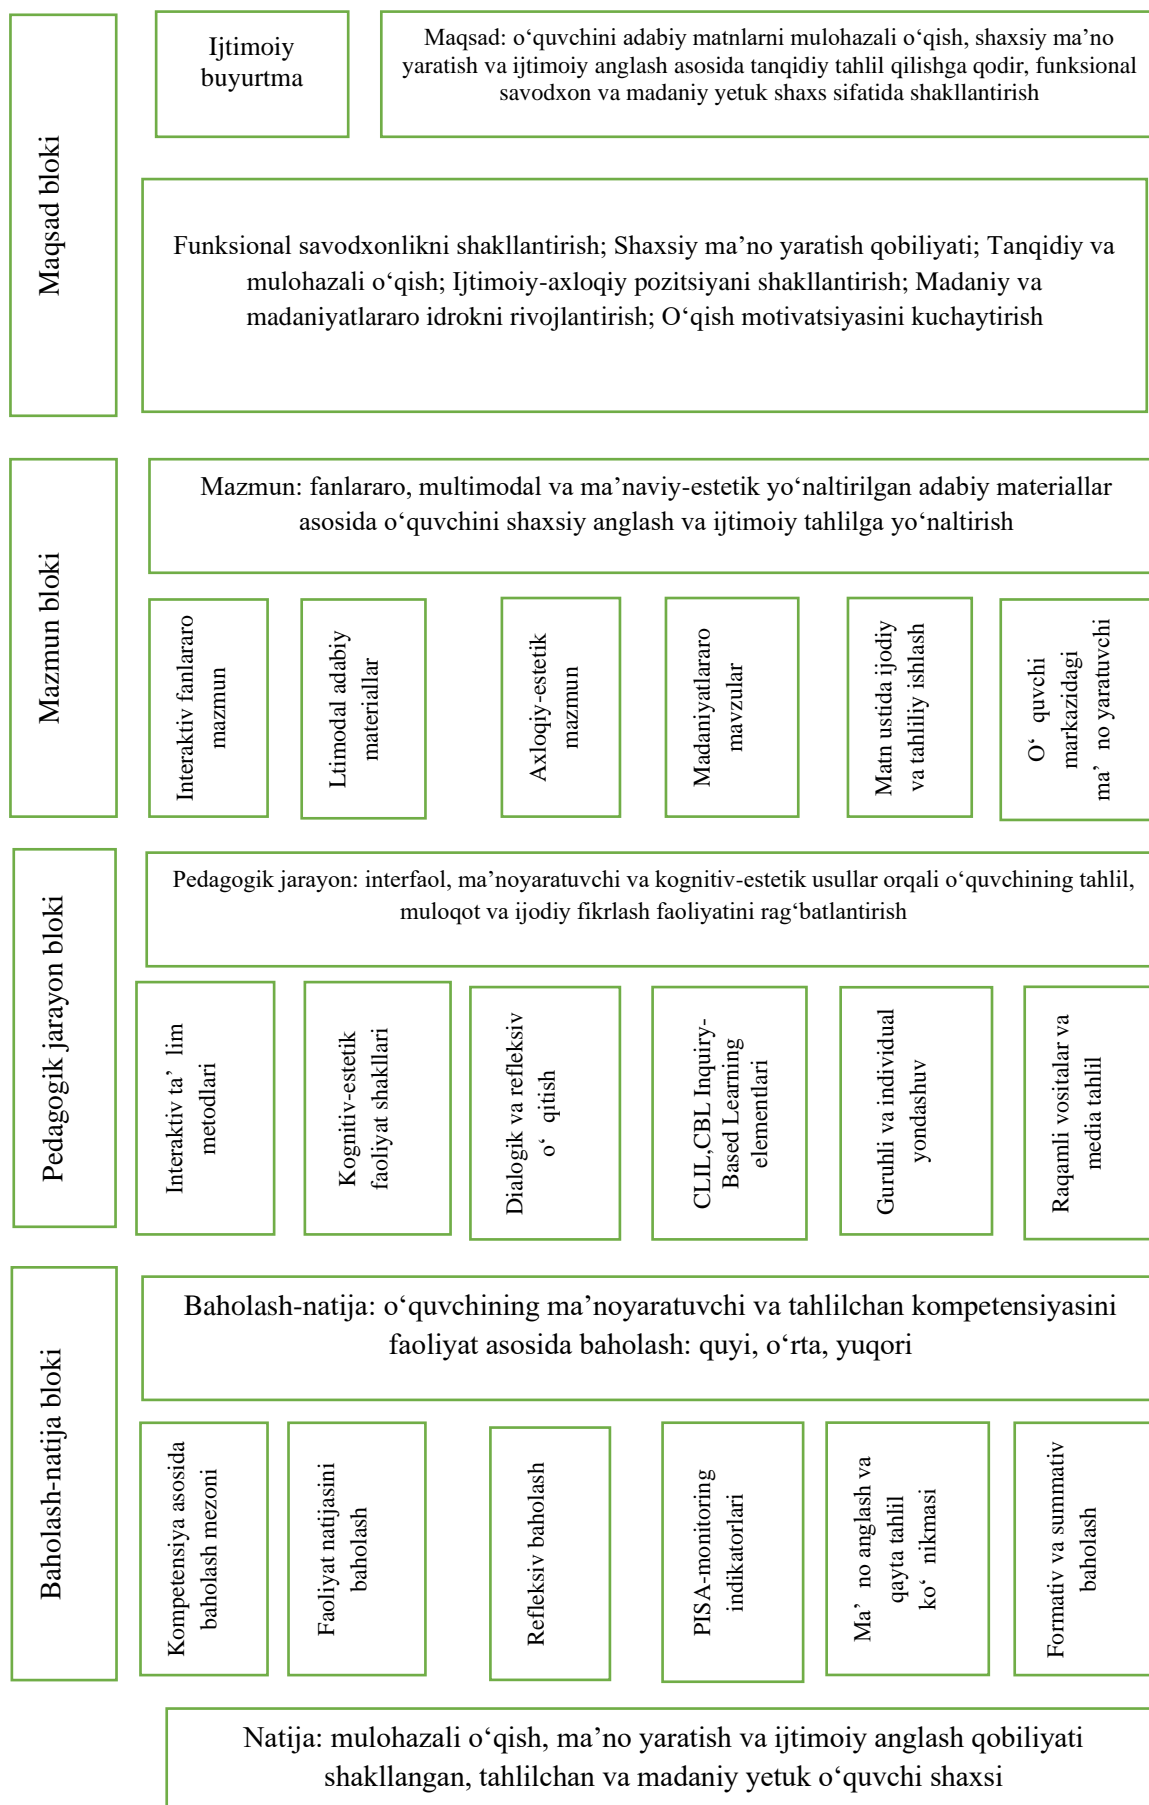 Maqsad bloki
Ijtimoiy
buyurtma
Maqsad: o‘quvchini adabiy matnlarni mulohazali o‘qish, shaxsiy ma’no
yaratish va ijtimoiy anglash asosida tanqidiy tahlil qilishga qodir, funksional
savodxon va madaniy yetuk shaxs sifatida shakllantirish
Funksional savodxonlikni shakllantirish; Shaxsiy ma’no yaratish qobiliyati; Tanqidiy va
mulohazali o‘qish; Ijtimoiy-axloqiy pozitsiyani shakllantirish; Madaniy va
madaniyatlararo idrokni rivojlantirish; O‘qish motivatsiyasini kuchaytirish
Mazmun bloki
Mazmun: fanlararo, multimodal va ma’naviy-estetik yo‘naltirilgan adabiy materiallar
asosida o‘quvchini shaxsiy anglash va ijtimoiy tahlilga yo‘naltirish
Interaktiv fanlararo
mazmun
Ltimodal adabiy
materiallar
Axloqiy-estetik
mazmun
Madaniyatlararo
mavzular
Matn ustida ijodiy
va tahliliy ishlash
O‘ quvchi
markazidagi
ma’ no yaratuvchi
Pedagogik jarayon bloki
Pedagogik jarayon: interfaol, ma’noyaratuvchi va kognitiv-estetik usullar orqali o‘quvchining tahlil,
muloqot va ijodiy fikrlash faoliyatini rag‘batlantirish
Interaktiv ta’ lim
metodlari
Kognitiv-estetik
faoliyat shakllari
Dialogik va refleksiv
o‘ qitish
CLIL,CBL Inquiry-
Based Learning
elementlari
Guruhli va individual
yondashuv
Raqamli vositalar va
media tahlil
Baholash-natija bloki
Baholash-natija: o‘quvchining ma’noyaratuvchi va tahlilchan kompetensiyasini
faoliyat asosida baholash: quyi, o‘rta, yuqori
Kompetensiya asosida
baholash mezoni
Faoliyat natijasini
baholash
Refleksiv baholash
PISA-monitoring
indikatorlari
Ma’ no anglash va
qayta tahlil
ko‘ nikmasi
Formativ va summativ
baholash
Natija: mulohazali o‘qish, ma’no yaratish va ijtimoiy anglash qobiliyati
shakllangan, tahlilchan va madaniy yetuk o‘quvchi shaxsi